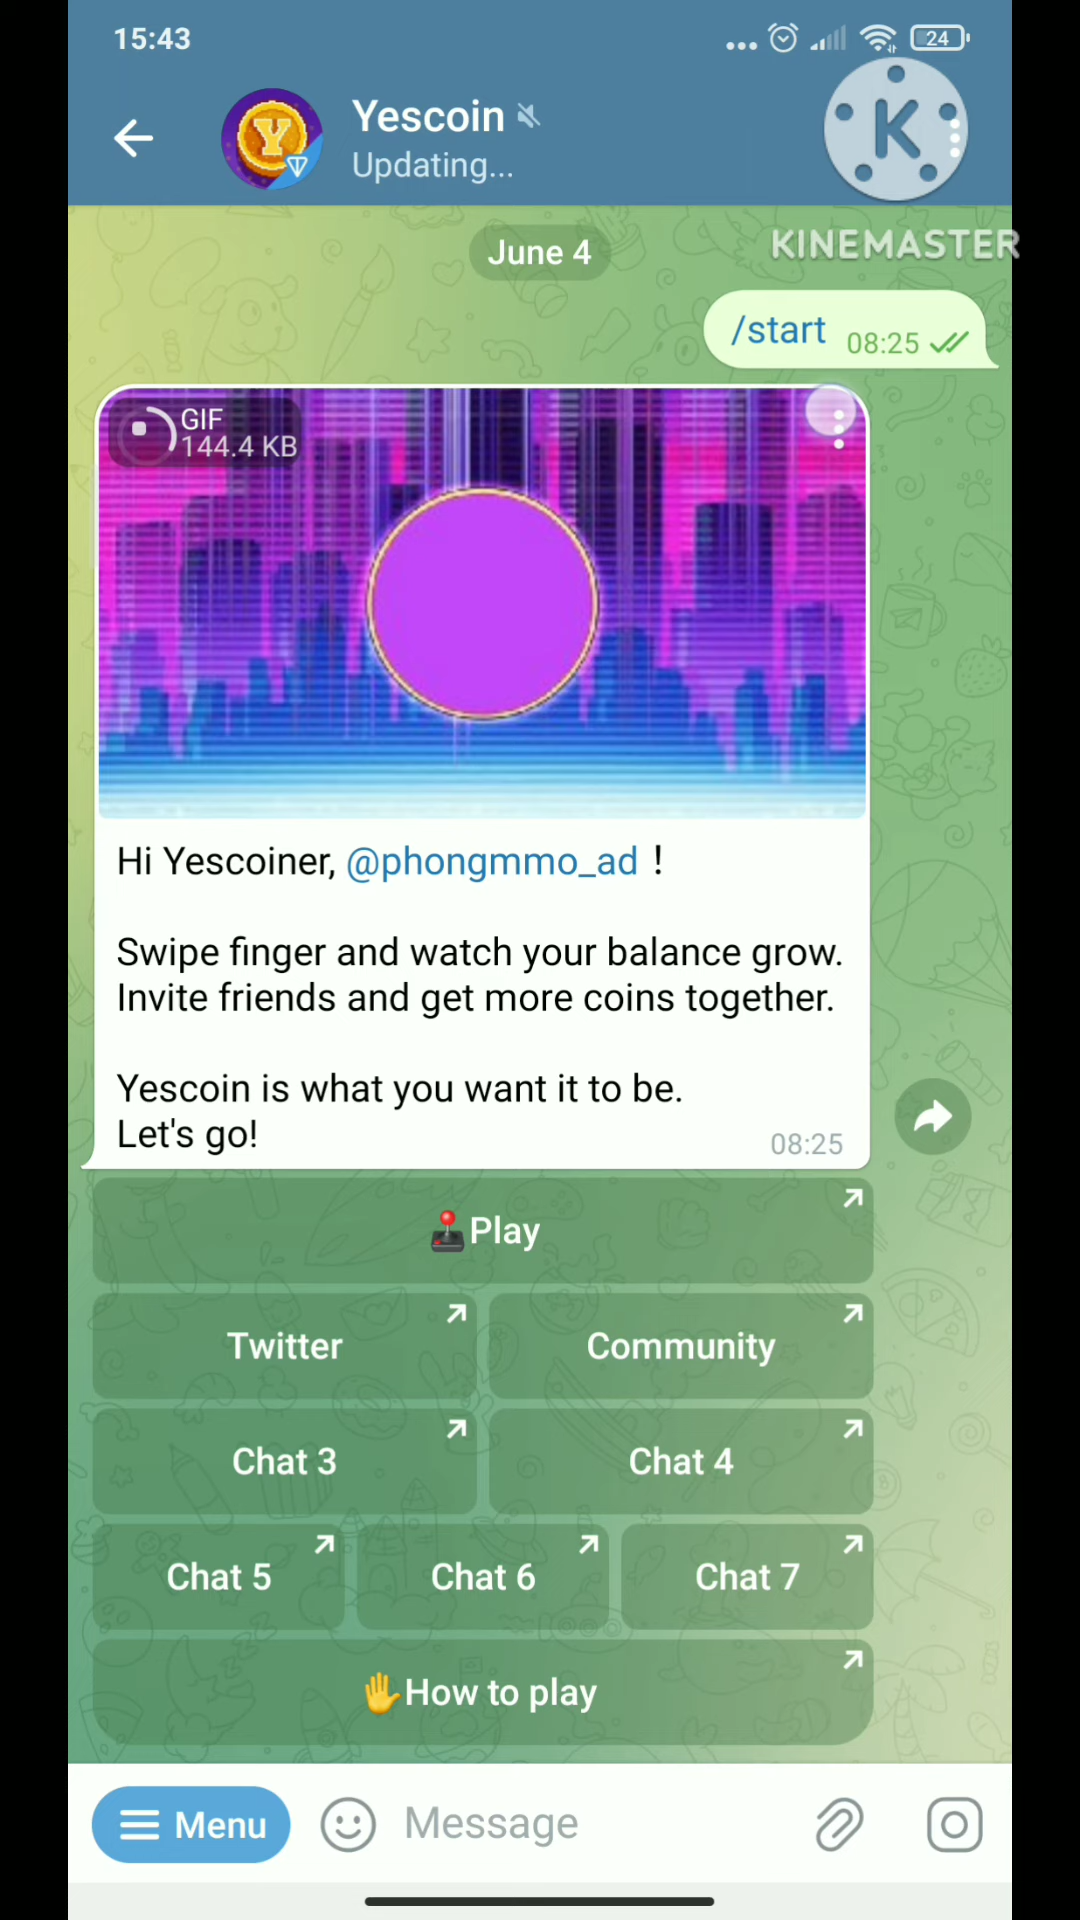 15:43
24
Yescoin
Updating...
K
KINEMASTER
June 4
/start 08:25
GIF
144.4 KB
Hi Yescoiner, @phongmmo_ad !
Swipe finger and watch your balance grow.
Invite friends and get more coins together.
Yescoin is what you want it to be.
Let's go!
08:25
Play
Twitter
Community
Chat 3
Chat 4
Chat 5
Chat 6
Chat 7
How to play
Menu
Message